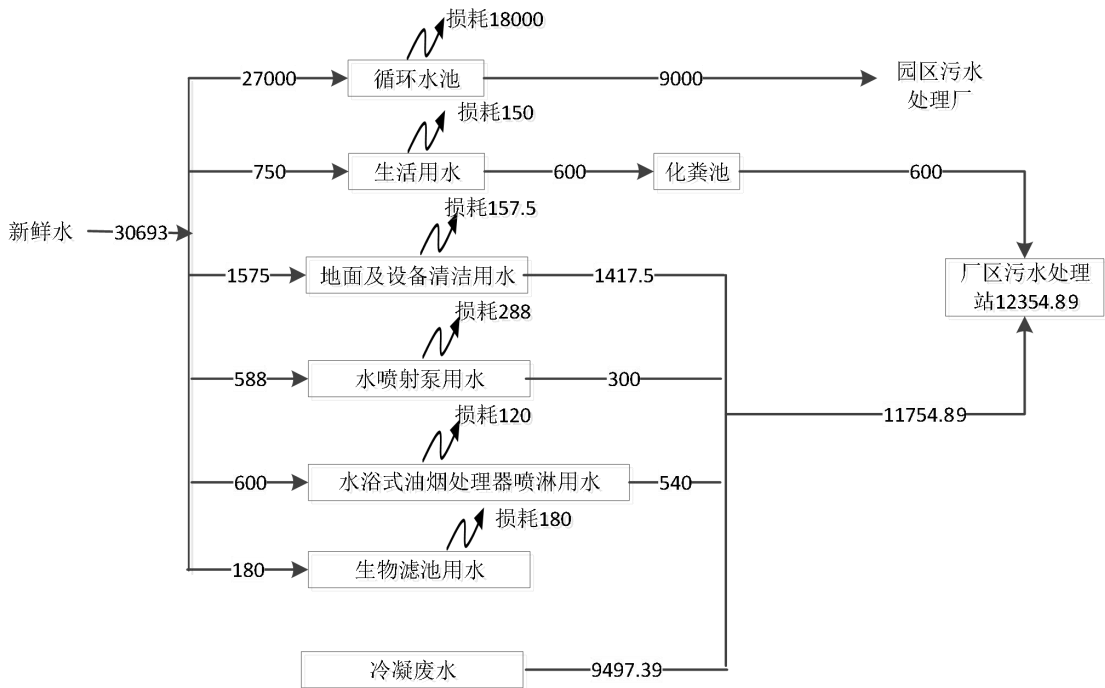 损耗18000
27000
循环水池
9000
园区污水
处理厂
损耗150
750
生活用水
600
化粪池
600
损耗157.5
新鲜水
30693
1575
地面及设备清洁用水
1417.5
厂区污水处理
站12354.89
损耗288
588
水喷射泵用水
300
损耗120
11754.89
600
水浴式油烟处理器喷淋用水
540
损耗180
180
生物滤池用水
冷凝废水
9497.39